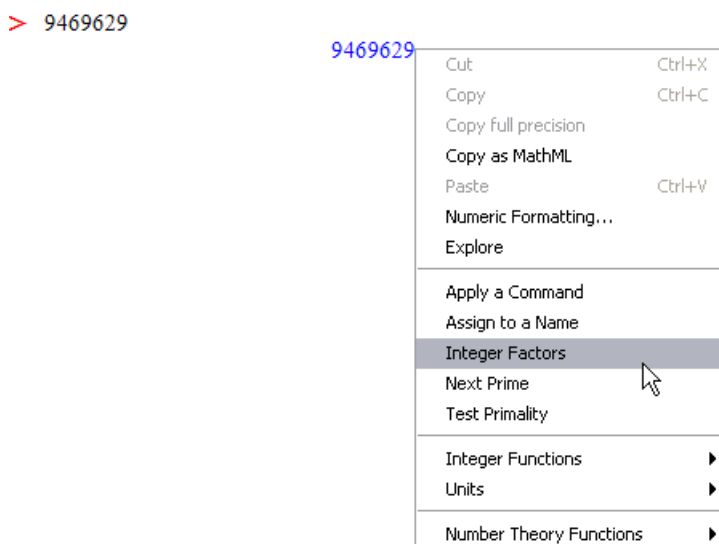 > 9469629
9469629
Cut Ctrl+X
Copy Ctrl+C
Copy full precision
Copy as MathML
Paste Ctrl+V
Numeric Formatting...
Explore
Apply a Command
Assign to a Name
Integer Factors
Next Prime
Test Primality
Integer Functions
Units
Number Theory Functions